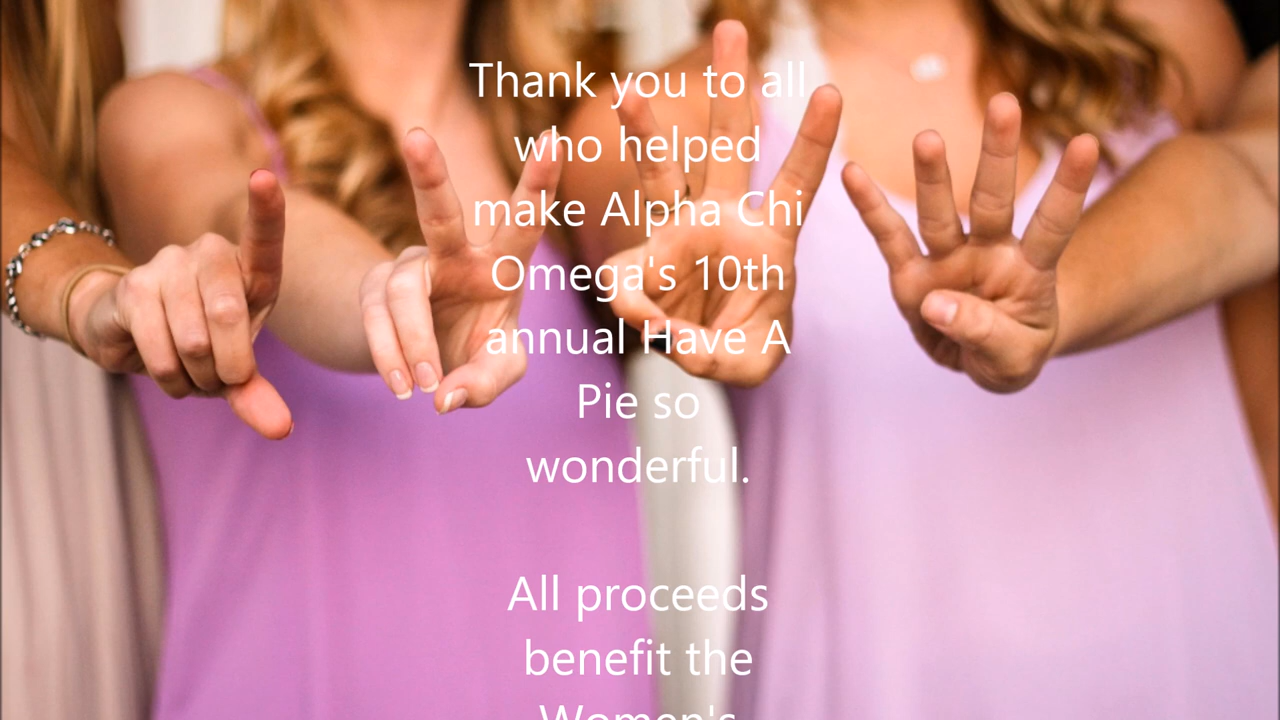 Thank you to all
who helped
make Alpha Chi
Omega's 10th
annual Have A
Pie so
wonderful.
All proceeds
benefit the
Women's